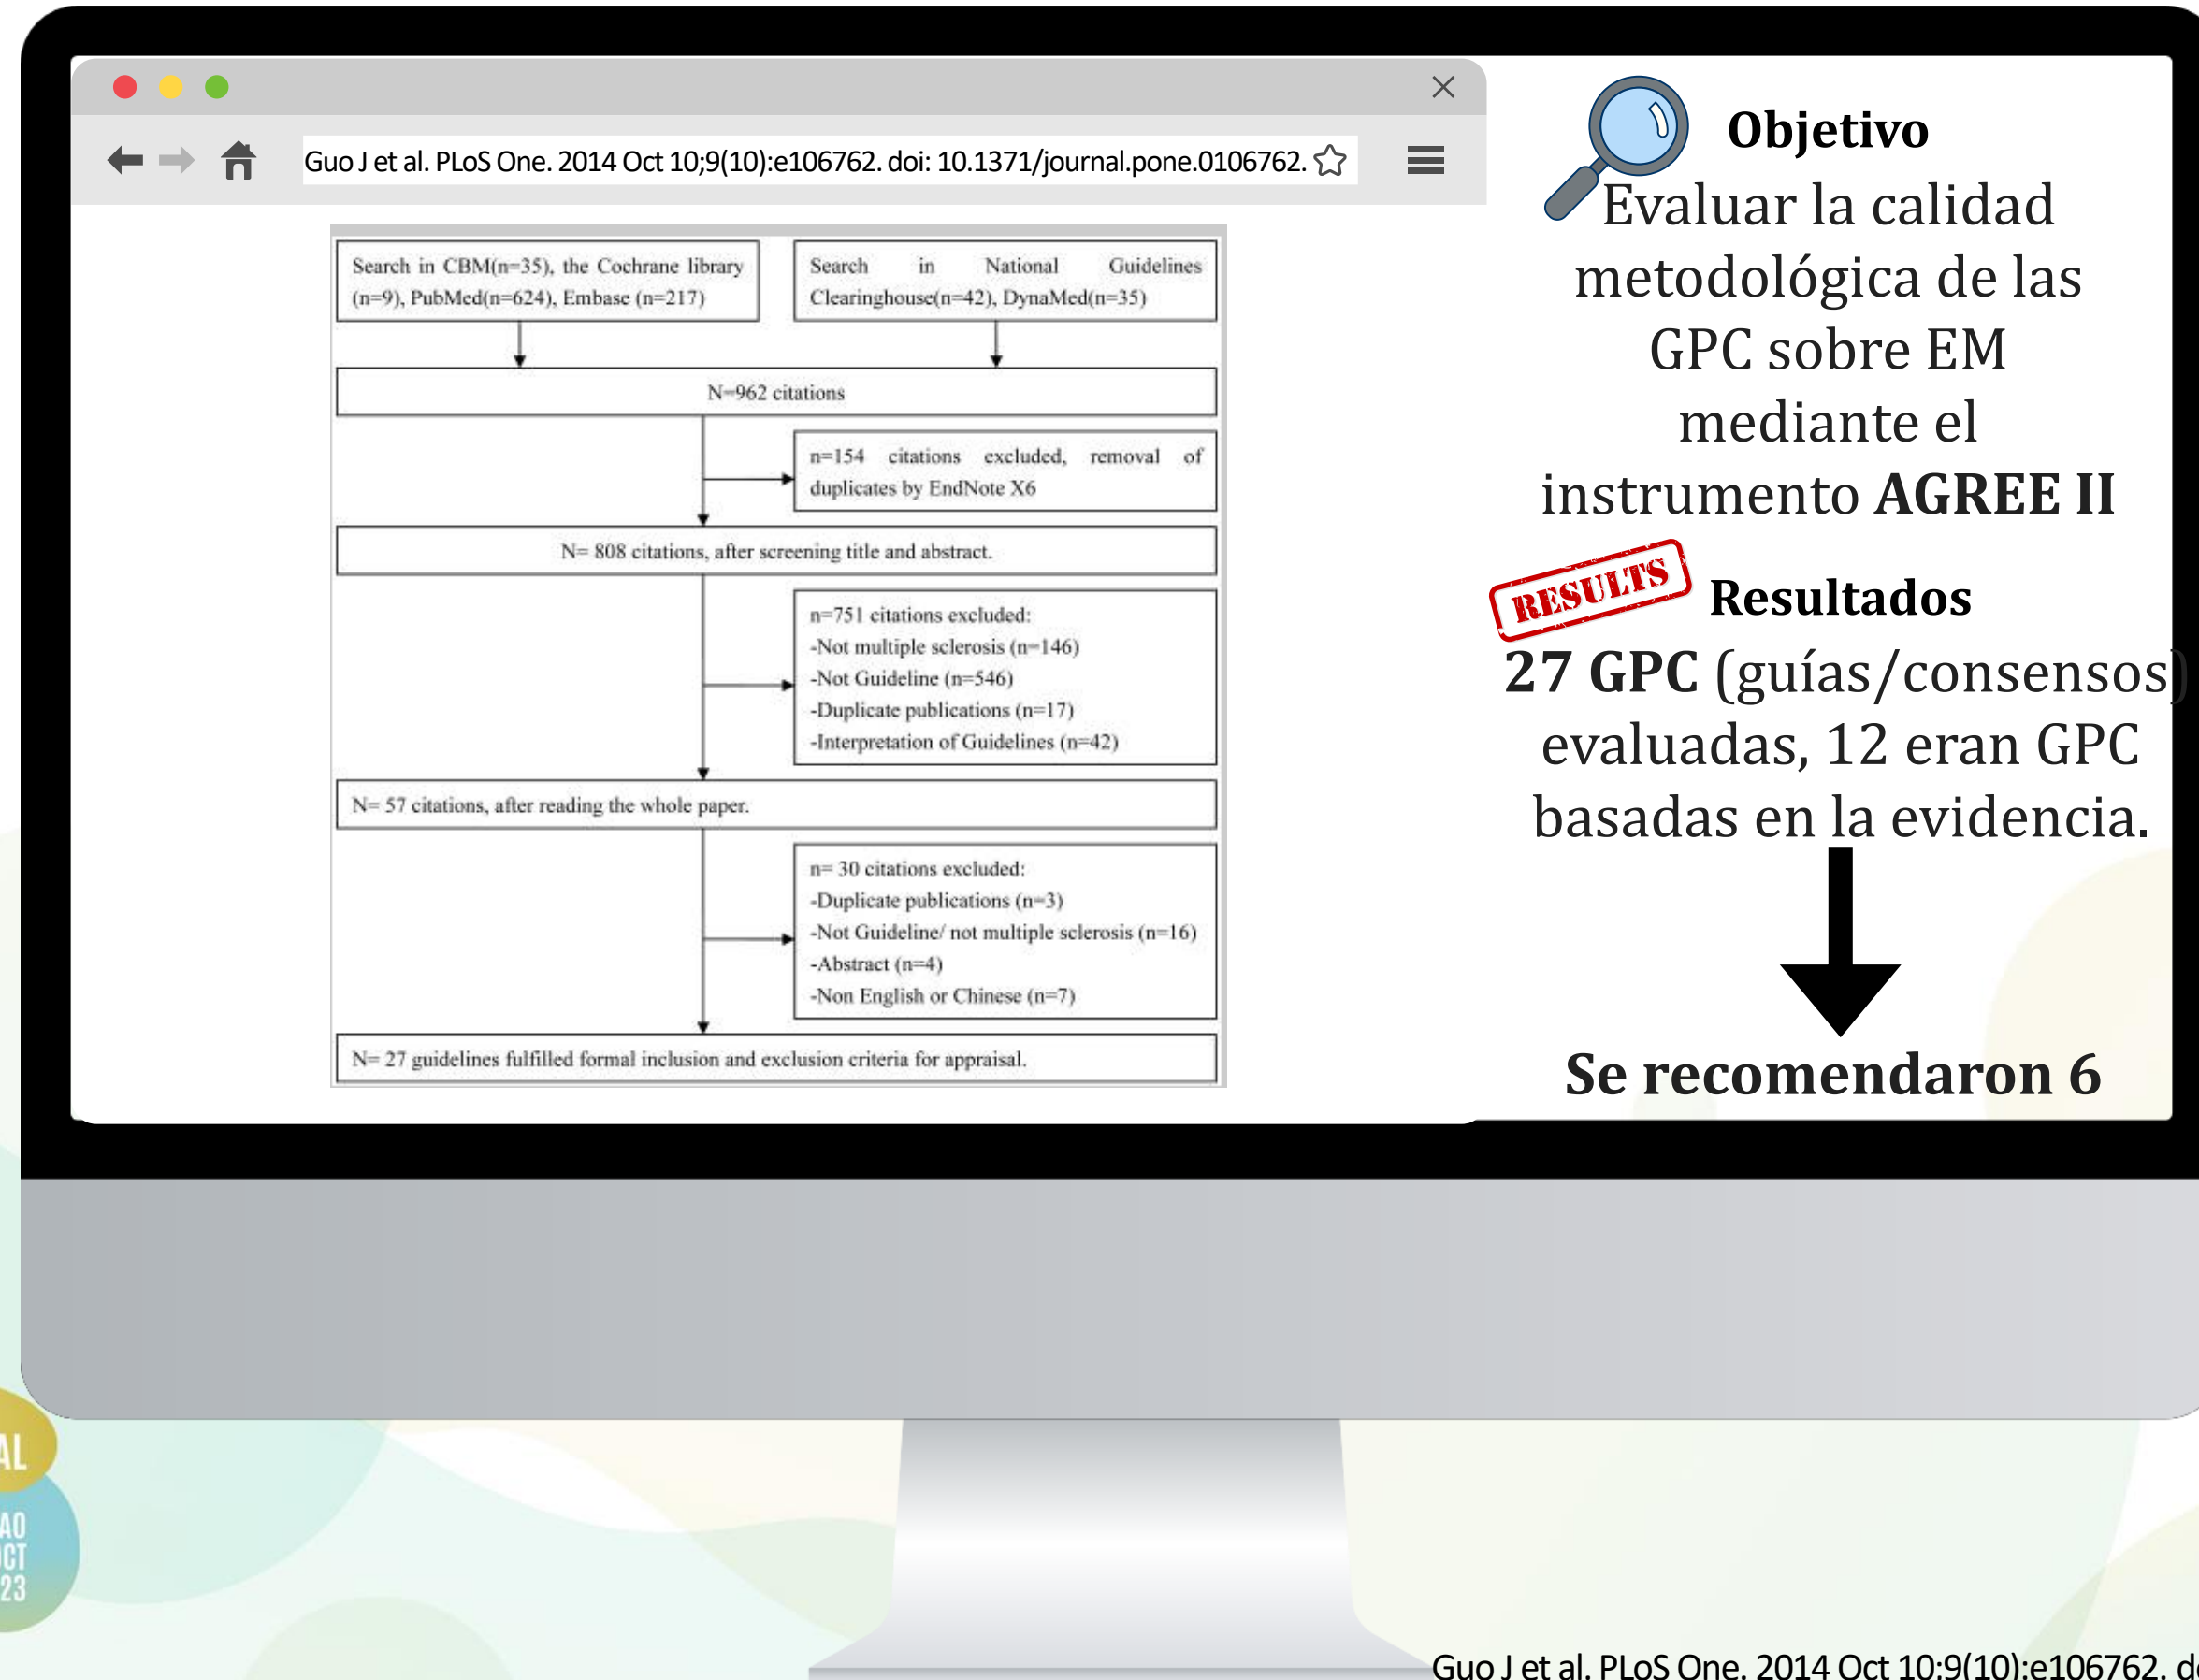 Guo J et al. PLoS One. 2014 Oct 10;9(10):e106762. doi: 10.1371/journal.pone.0106762.
Search in CBM(n=35), the Cochrane library
(n=9), PubMed(n=624), Embase (n=217)
Search in National Guidelines
Clearinghouse(n=42), DynaMed(n=35)
N=962 citations
n=154 citations excluded, removal of
duplicates by EndNote X6
N= 808 citations, after screening title and abstract.
n=751 citations excluded:
-Not multiple sclerosis (n=146)
-Not Guideline (n=546)
-Duplicate publications (n=17)
-Interpretation of Guidelines (n=42)
N= 57 citations, after reading the whole paper.
n= 30 citations excluded:
-Duplicate publications (n=3)
-Not Guideline/ not multiple sclerosis (n=16)
-Abstract (n=4)
-Non English or Chinese (n=7)
N= 27 guidelines fulfilled formal inclusion and exclusion criteria for appraisal.
Objetivo
Evaluar la calidad
metodológica de las
GPC sobre EM
mediante el
instrumento AGREE II
RESULTS
Resultados
27 GPC (guías/consensos)
evaluadas, 12 eran GPC
basadas en la evidencia.
Se recomendaron 6
AL
AO
OCT
23
Guo J et al. PLoS One. 2014 Oct 10;9(10):e106762. do